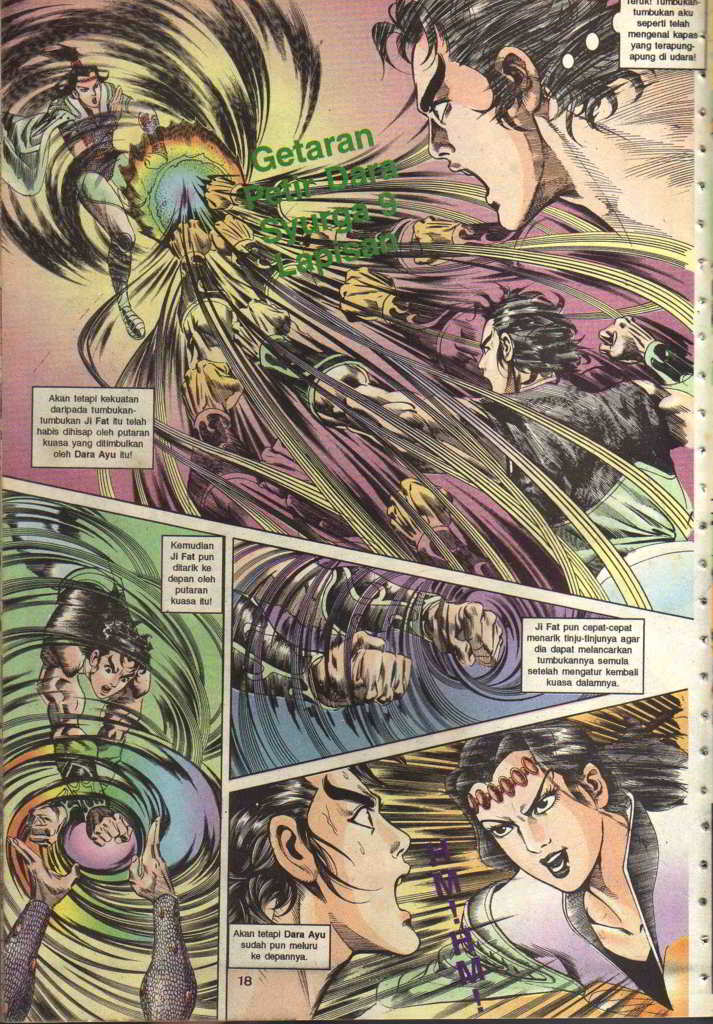 Teruk! Tumbukan-
tumbukan aku
seperti telah
mengenai kapas
yang terapung-
apung di udara!
Getaran
Petir Dara
Syurga 9
Lapisan
Akan tetapi kekuatan
daripada tumbukan-
tumbukan Ji Fat itu telah
habis dihisap oleh putaran
kuasa yang ditimbulkan
oleh Dara Ayu itu!
Kemudian
Ji Fat pun
ditarik ke
depan oleh
putaran
kuasa itu!
Ji Fat pun cepat-cepat
menarik tinju-tinjunya agar
dia dapat melancarkan
tumbukannya semula
setelah mengatur kembali
kuasa dalamnya.
HM! HM!
Akan tetapi Dara Ayu
sudah pun meluru
ke depannya.
18